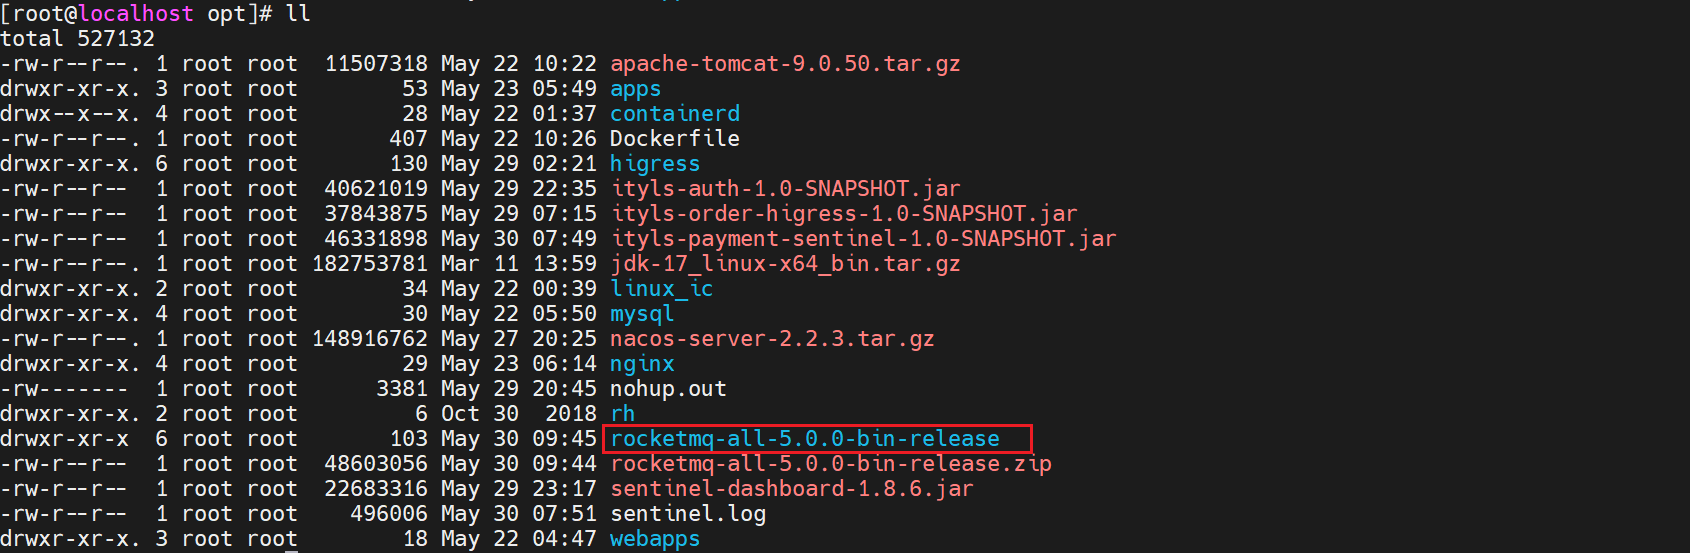 [root@localhost opt]# ll
total 527132
-rw-r--r--. 1 root root  11507318 May 22 10:22 apache-tomcat-9.0.50.tar.gz
drwxr-xr-x. 3 root root        53 May 23 05:49 apps
drwx--x--x. 4 root root        28 May 22 01:37 containerd
-rw-r--r--. 1 root root       407 May 22 10:26 Dockerfile
drwxr-xr-x. 6 root root       130 May 29 02:21 higress
-rw-r--r--  1 root root  40621019 May 29 22:35 ityls-auth-1.0-SNAPSHOT.jar
-rw-r--r--  1 root root  37843875 May 29 07:15 ityls-order-higress-1.0-SNAPSHOT.jar
-rw-r--r--  1 root root  46331898 May 30 07:49 ityls-payment-sentinel-1.0-SNAPSHOT.jar
-rw-r--r--. 1 root root 182753781 Mar 11 13:59 jdk-17_linux-x64_bin.tar.gz
drwxr-xr-x. 2 root root        34 May 22 00:39 linux_ic
drwxr-xr-x. 4 root root        30 May 22 05:50 mysql
-rw-r--r--. 1 root root 148916762 May 27 20:25 nacos-server-2.2.3.tar.gz
drwxr-xr-x. 4 root root        29 May 23 06:14 nginx
-rw-------  1 root root      3381 May 29 20:45 nohup.out
drwxr-xr-x. 2 root root         6 Oct 30  2018 rh
drwxr-xr-x  6 root root       103 May 30 09:45 rocketmq-all-5.0.0-bin-release
-rw-r--r--  1 root root  48603056 May 30 09:44 rocketmq-all-5.0.0-bin-release.zip
-rw-r--r--  1 root root  22683316 May 29 23:17 sentinel-dashboard-1.8.6.jar
-rw-r--r--  1 root root    496006 May 30 07:51 sentinel.log
drwxr-xr-x. 3 root root        18 May 22 04:47 webapps